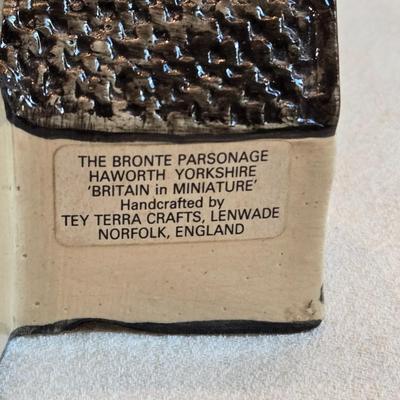 THE BRONTE PARSONAGE
HAWORTH YORKSHIRE
'BRITAIN in MINIATURE'
Handcrafted by
TEY TERRA CRAFTS, LENWADE
NORFOLK, ENGLAND